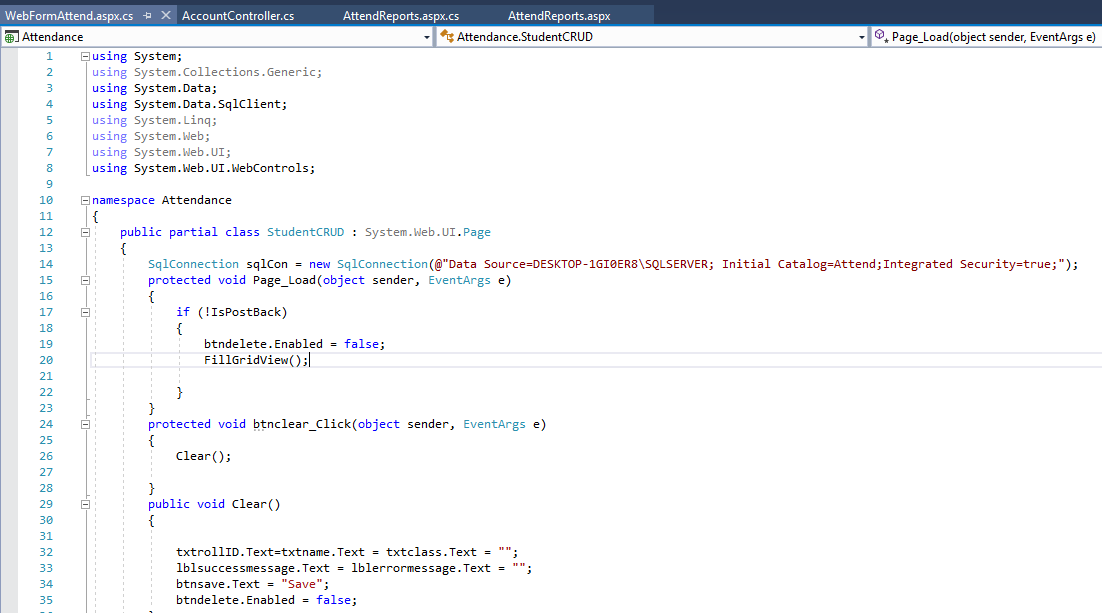 WebFormAttend.aspx.cs AccountController.cs AttendReports.aspx.cs AttendReports.aspx
Attendance Attendance.StudentCRUD Page_Load(object sender, EventArgs e)
1 using System;
2 using System.Collections.Generic;
3 using System.Data;
4 using System.Data.SqlClient;
5 using System.Linq;
6 using System.Web;
7 using System.Web.UI;
8 using System.Web.UI.WebControls;
9
10 namespace Attendance
11 {
12 public partial class StudentCRUD : System.Web.UI.Page
13 {
14 SqlConnection sqlCon = new SqlConnection(@"Data Source=DESKTOP-1GI0ER8\SQLSERVER; Initial Catalog=Attend;Integrated Security=true;");
15 protected void Page_Load(object sender, EventArgs e)
16 {
17 if (!IsPostBack)
18 {
19 btndelete.Enabled = false;
20 FillGridView();
21
22 }
23 }
24 protected void btnclear_Click(object sender, EventArgs e)
25 {
26 Clear();
27
28 }
29 public void Clear()
30 {
31
32 txtrollID.Text=txtname.Text = txtclass.Text = "";
33 lblsuccessmessage.Text = lblerrormessage.Text = "";
34 btnsave.Text = "Save";
35 btndelete.Enabled = false;